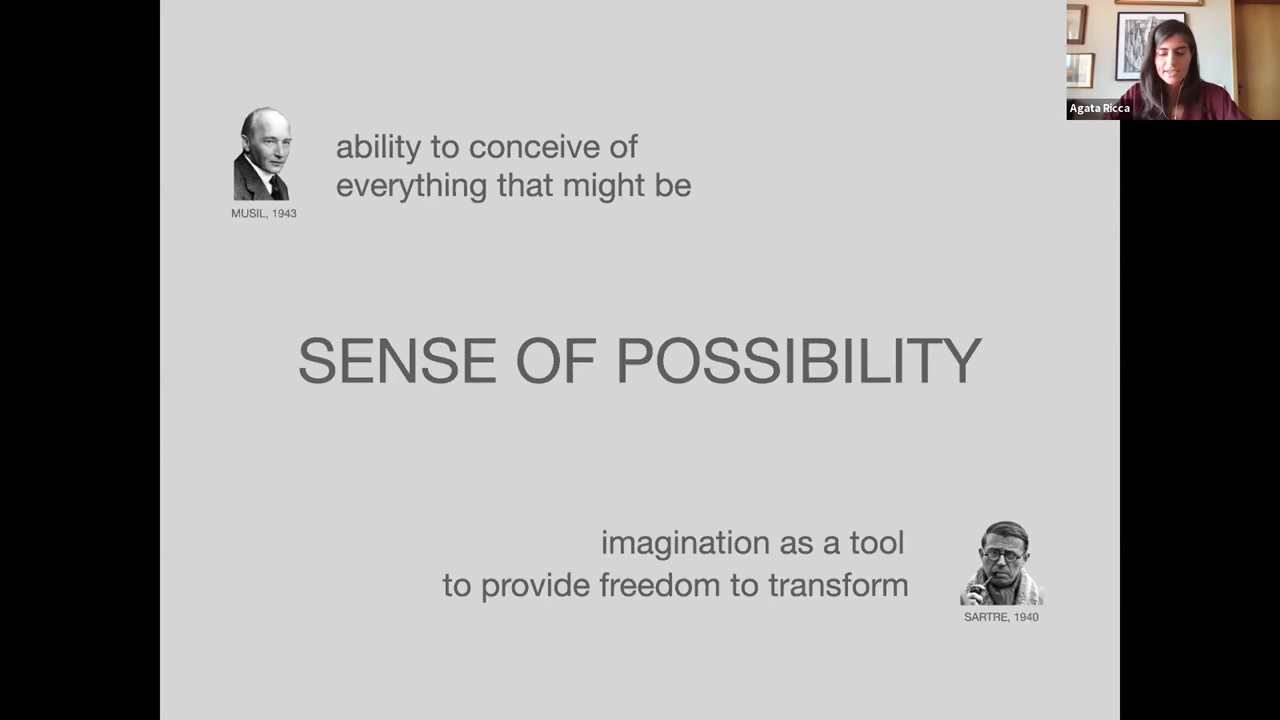 Agata Ricca
ability to conceive of
everything that might be
MUSIL, 1943
SENSE OF POSSIBILITY
imagination as a tool
to provide freedom to transform
SARTRE, 1940